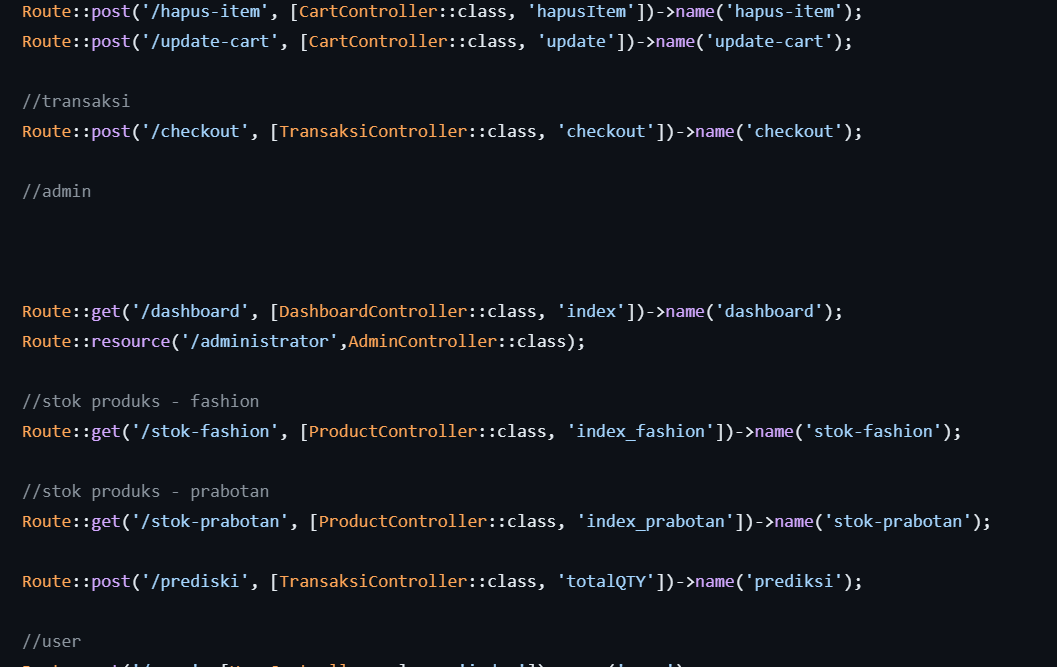 Route::post('/hapus-item', [CartController::class, 'hapusItem'])->name('hapus-item');
Route::post('/update-cart', [CartController::class, 'update'])->name('update-cart');
//transaksi
Route::post('/checkout', [TransaksiController::class, 'checkout'])->name('checkout');
//admin
Route::get('/dashboard', [DashboardController::class, 'index'])->name('dashboard');
Route::resource('/administrator',AdminController::class);
//stok produks - fashion
Route::get('/stok-fashion', [ProductController::class, 'index_fashion'])->name('stok-fashion');
//stok produks - prabotan
Route::get('/stok-prabotan', [ProductController::class, 'index_prabotan'])->name('stok-prabotan');
Route::post('/prediski', [TransaksiController::class, 'totalQTY'])->name('prediksi');
//user